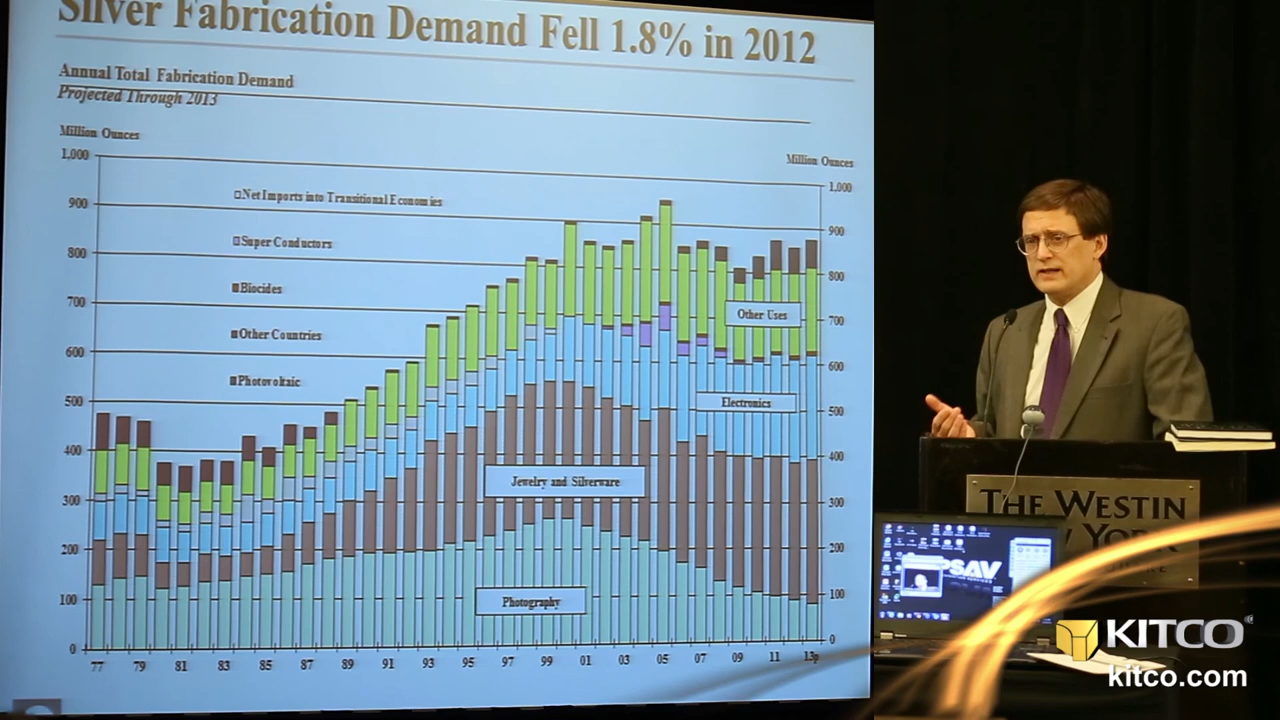 Silver Fabrication Demand Fell 1.8% in 2012
Annual Total Fabrication Demand
Projected Through 2013
Million Ounces
Million Ounces
1,000
900
800
700
600
500
400
300
200
100
0
1,000
900
800
700
600
500
400
300
200
100
0
Net Imports into Transitional Economies
Super Conductors
Biocides
Other Countries
Photovoltaic
Other Uses
Electronics
Jewelry and Silverware
Photography
77 79 81 83 85 87 89 91 93 95 97 99 01 03 05 07 09 11 13p
THE WESTIN
YORK
PSAV
KITCO
kitco.com